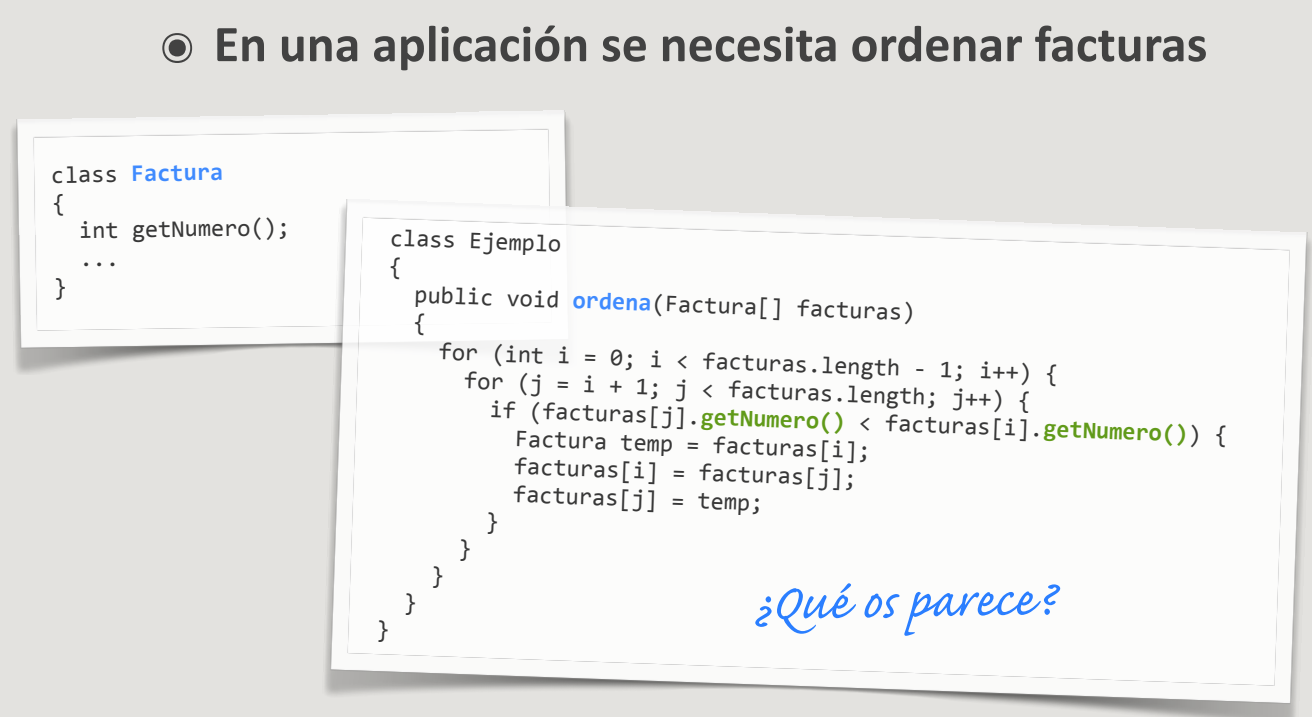 En una aplicación se necesita ordenar facturas
class Factura
{
int getNumero();
...
}
class Ejemplo
{
public void ordena(Factura[] facturas)
{
for (int i = 0; i < facturas.length - 1; i++) {
for (j = i + 1; j < facturas.length; j++) {
if (facturas[j].getNumero() < facturas[i].getNumero()) {
Factura temp = facturas[i];
facturas[i] = facturas[j];
facturas[j] = temp;
}
}
}
}
}
¿Qué os parece?